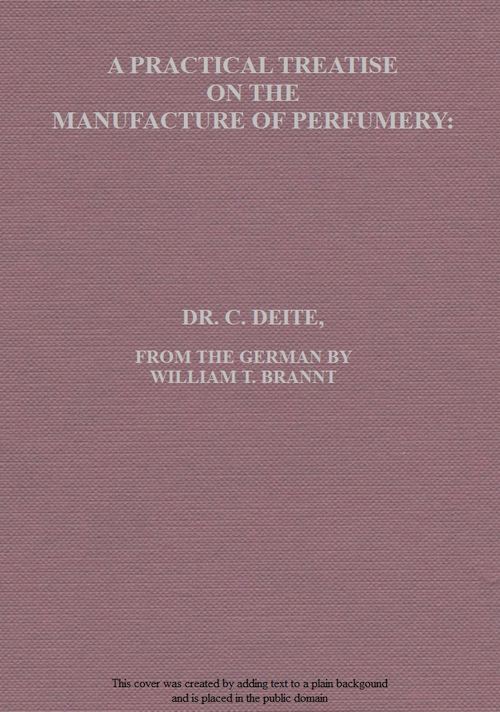 A PRACTICAL TREATISE
ON THE
MANUFACTURE OF PERFUMERY:
DR. C. DEITE,
FROM THE GERMAN BY
WILLIAM T. BRANNT
This cover was created by adding text to a plain backgound
and is placed in the public domain